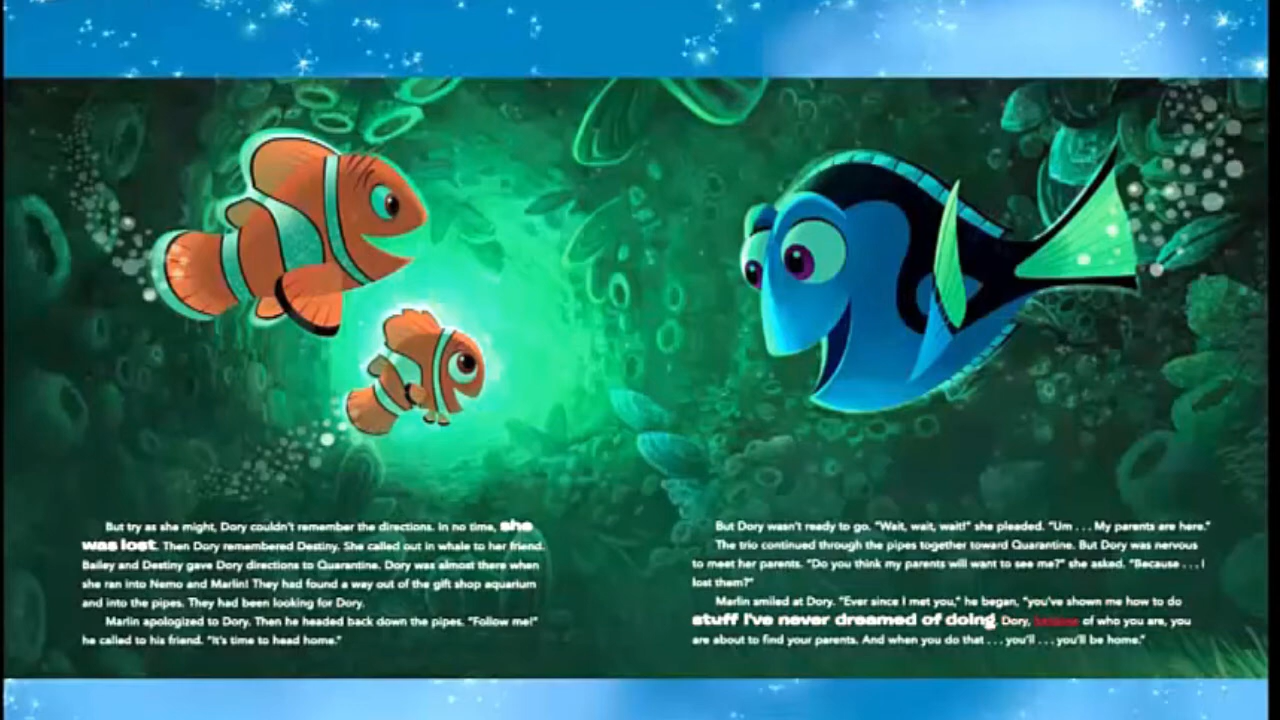 But try as she might, Dory couldn't remember the directions. In no time, she
was lost. Then Dory remembered Destiny. She called out in whale to her friend.
Bailey and Destiny gave Dory directions to Quarantine. Dory was almost there when
she ran into Nemo and Marlin! They had found a way out of the gift shop aquarium
and into the pipes. They had been looking for Dory.
Marlin apologized to Dory. Then he headed back down the pipes. "Follow me!"
he called to his friend. "It's time to head home."
But Dory wasn't ready to go. "Wait, wait, wait!" she pleaded. "Um . . . My parents are here."
The trio continued through the pipes together toward Quarantine. But Dory was nervous
to meet her parents. "Do you think my parents will want to see me?" she asked. "Because . . . I
lost them?"
Marlin smiled at Dory. "Ever since I met you," he began, "you've shown me how to do
stuff I've never dreamed of doing. Dory, because of who you are, you
are about to find your parents. And when you do that . . . you'll . . . you'll be home."